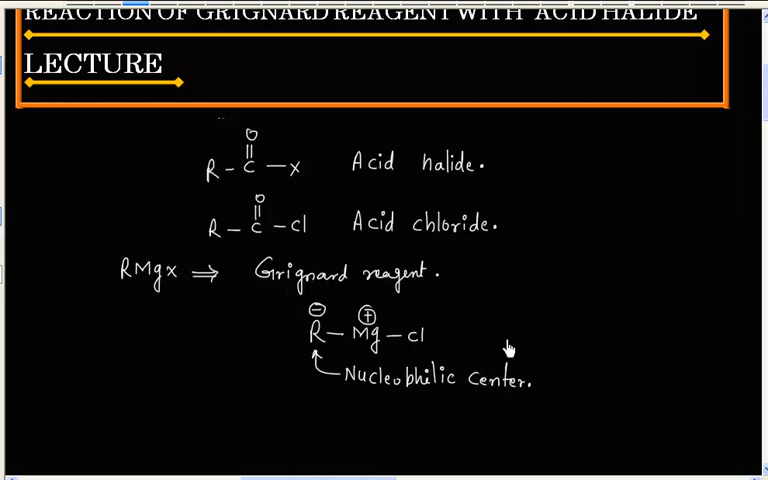 REACTION OF GRIGNARD REAGENT WITH ACID HALIDE
LECTURE
O
R - C - x Acid halide.
O
R - C - Cl Acid chloride.
RMgx ⇒ Grignard reagent.
⊖ ⊕
R - Mg - Cl
Nucleophilic center.